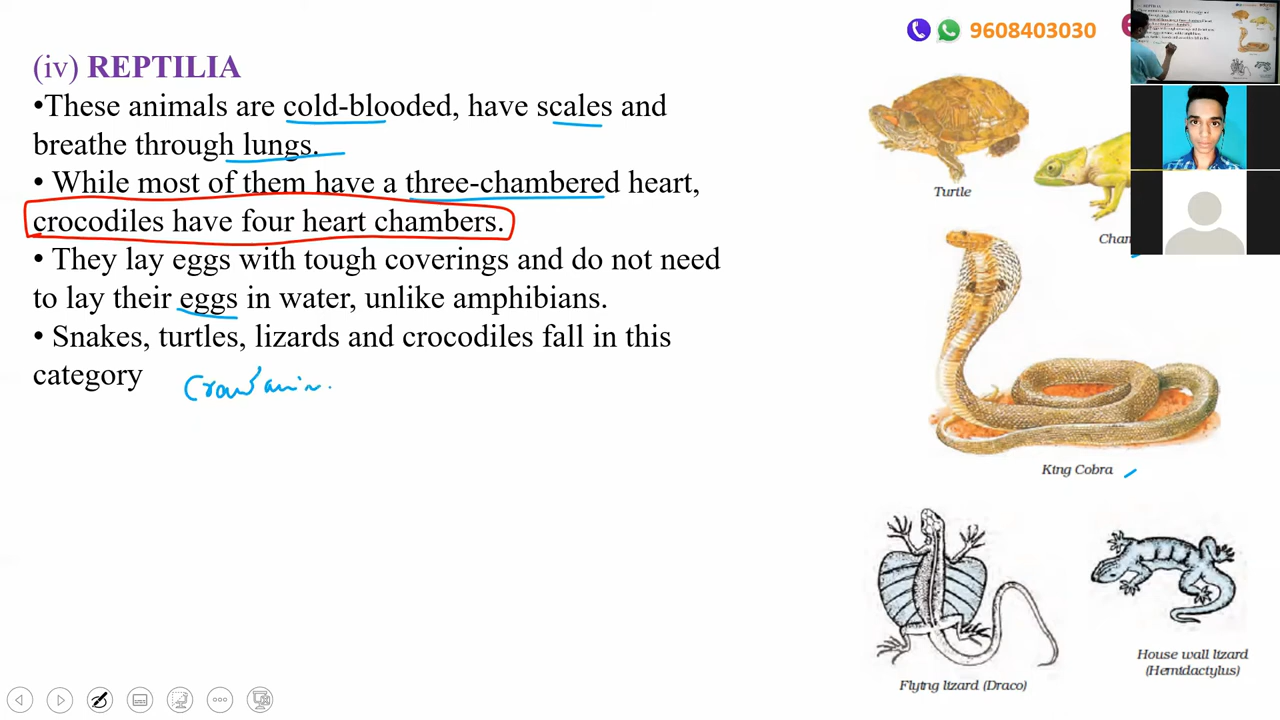 9608403030
(iv) REPTILIA
•These animals are cold-blooded, have scales and
breathe through lungs.
• While most of them have a three-chambered heart,
crocodiles have four heart chambers.
• They lay eggs with tough coverings and do not need
to lay their eggs in water, unlike amphibians.
• Snakes, turtles, lizards and crocodiles fall in this
category
Turtle
King Cobra
Flying lizard (Draco)
House wall lizard
(Hemidactylus)